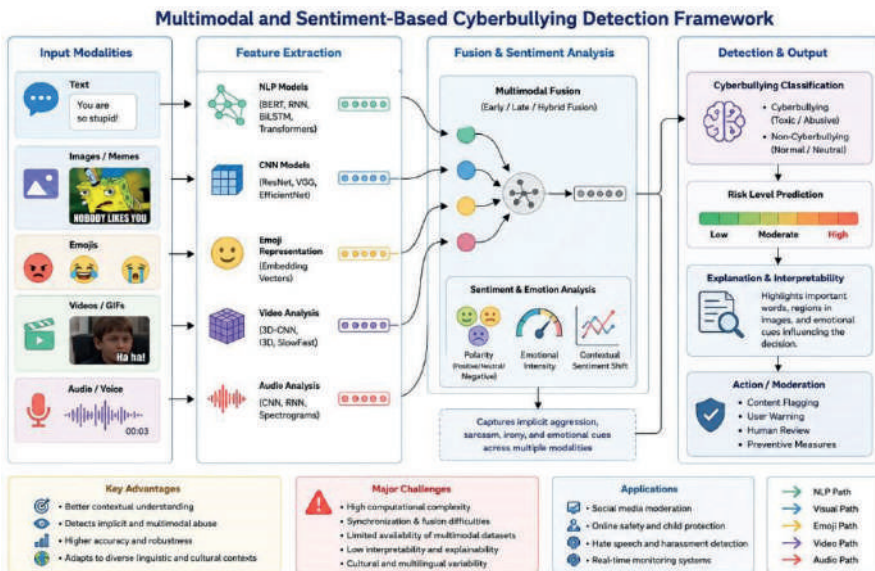 Multimodal and Sentiment-Based Cyberbullying Detection Framework
Input Modalities
Text
You are
so stupid!
Images / Memes
NOBODY LIKES YOU
Emojis
Videos / GIFs
Ha ha!
Audio / Voice
00:03
Feature Extraction
NLP Models
(BERT, RNN,
BiLSTM,
Transformers)
CNN Models
(ResNet, VGG,
EfficientNet)
Emoji
Representation
(Embedding
Vectors)
Video Analysis
(3D-CNN,
I3D, SlowFast)
Audio Analysis
(CNN, RNN,
Spectrograms)
Fusion & Sentiment Analysis
Multimodal Fusion
(Early / Late / Hybrid Fusion)
Sentiment & Emotion Analysis
Polarity
(Positive/Neutral/
Negative)
Emotional
Intensity
Contextual
Sentiment Shift
Captures implicit aggression,
sarcasm, irony, and emotional cues
across multiple modalities
Detection & Output
Cyberbullying Classification
• Cyberbullying
(Toxic / Abusive)
• Non-Cyberbullying
(Normal / Neutral)
Risk Level Prediction
Low Moderate High
Explanation & Interpretability
Highlights important
words, regions in
images, and emotional
cues influencing the
decision.
Action / Moderation
• Content Flagging
• User Warning
• Human Review
• Preventive Measures
Key Advantages
• Better contextual understanding
• Detects implicit and multimodal abuse
• Higher accuracy and robustness
• Adapts to diverse linguistic and cultural contexts
Major Challenges
• High computational complexity
• Synchronization & fusion difficulties
• Limited availability of multimodal datasets
• Low interpretability and explainability
• Cultural and multilingual variability
Applications
• Social media moderation
• Online safety and child protection
• Hate speech and harassment detection
• Real-time monitoring systems
NLP Path
Visual Path
Emoji Path
Video Path
Audio Path